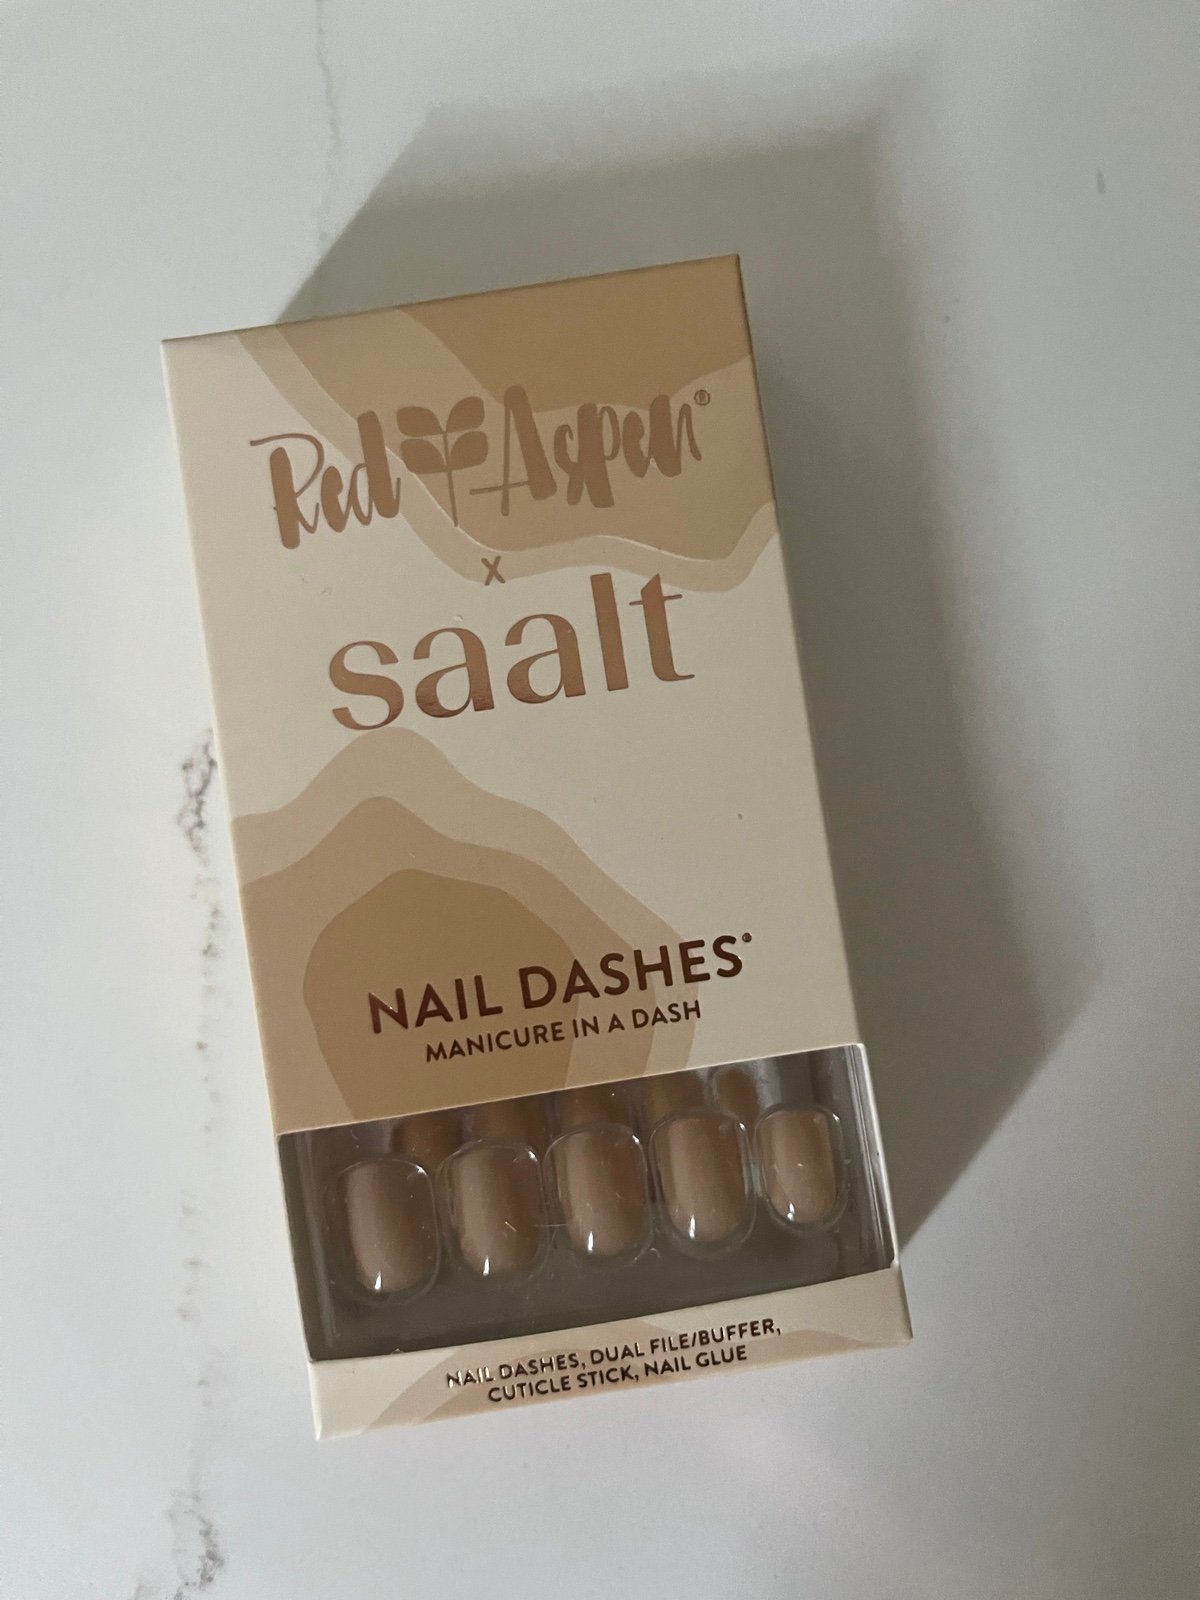 Red Aspen®
x
saalt
NAIL DASHES®
MANICURE IN A DASH
NAIL DASHES, DUAL FILE/BUFFER,
CUTICLE STICK, NAIL GLUE